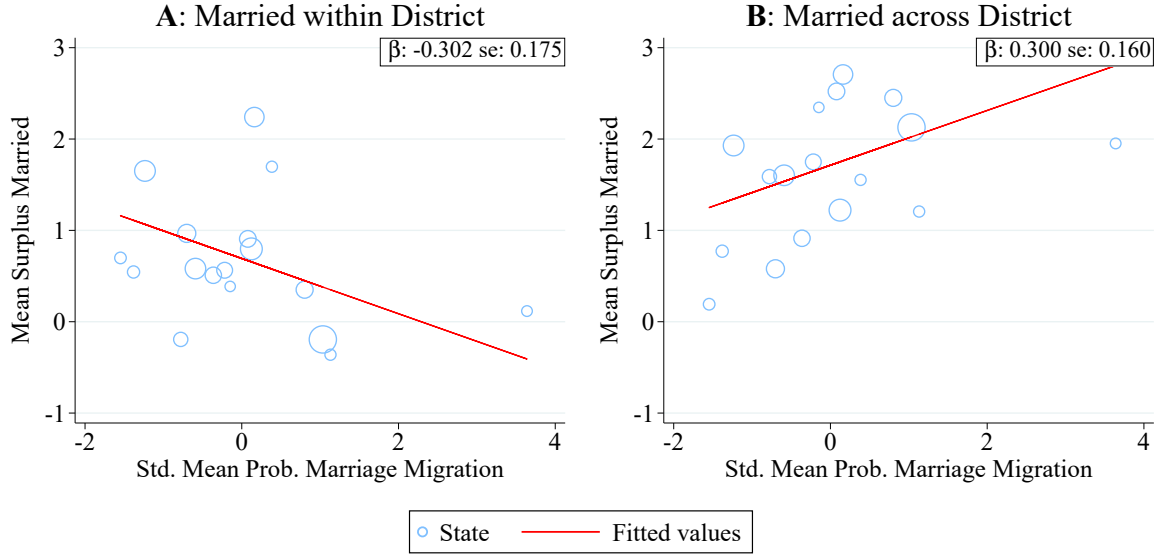 A: Married within District
β: -0.302 se: 0.175
3
2
1
0
-1
Mean Surplus Married
-2
0
2
4
Std. Mean Prob. Marriage Migration
B: Married across District
β: 0.300 se: 0.160
3
2
1
0
-1
Mean Surplus Married
-2
0
2
4
Std. Mean Prob. Marriage Migration
State
Fitted values